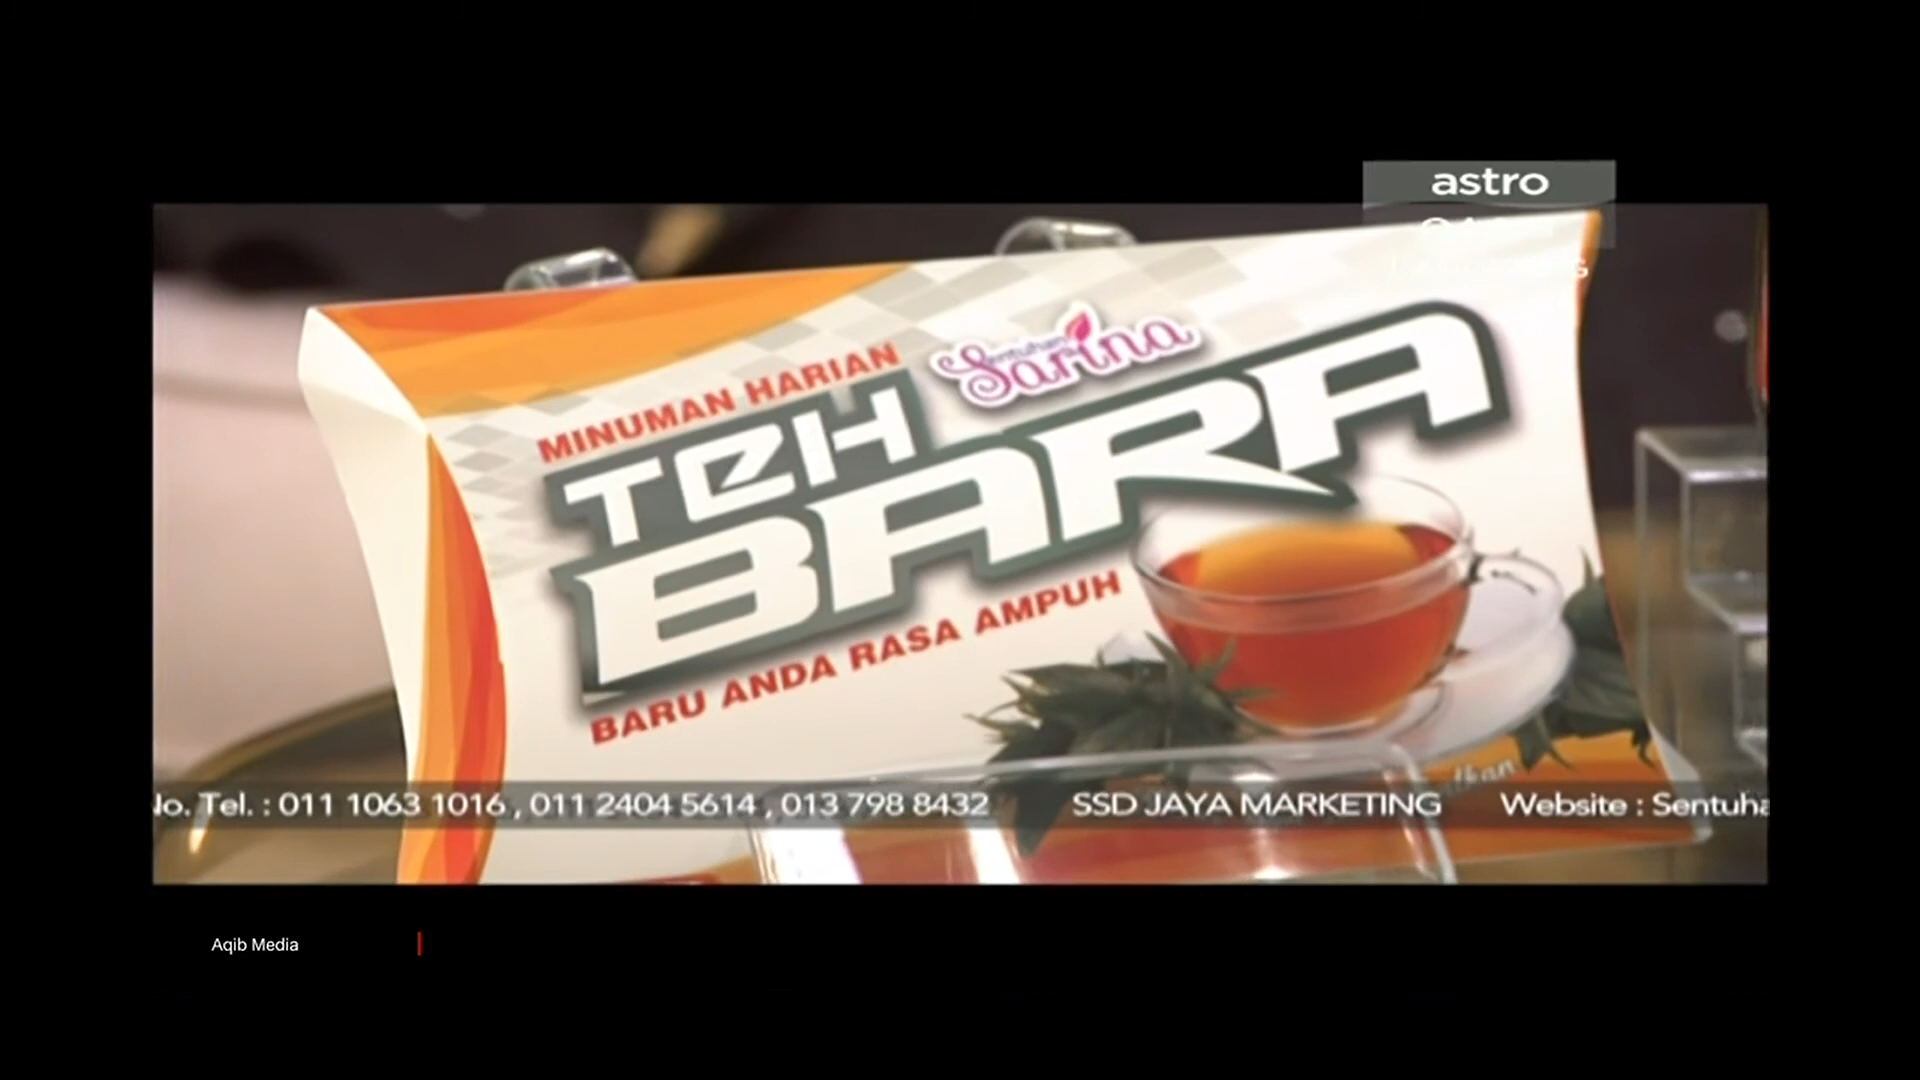 astro
MINUMAN HARIAN
Sentuhan
Sarina
TEH
BARA
BARU ANDA RASA AMPUH
No. Tel. : 011 1063 1016 , 011 2404 5614 , 013 798 8432 SSD JAYA MARKETING Website : Sentuha
Aqib Media